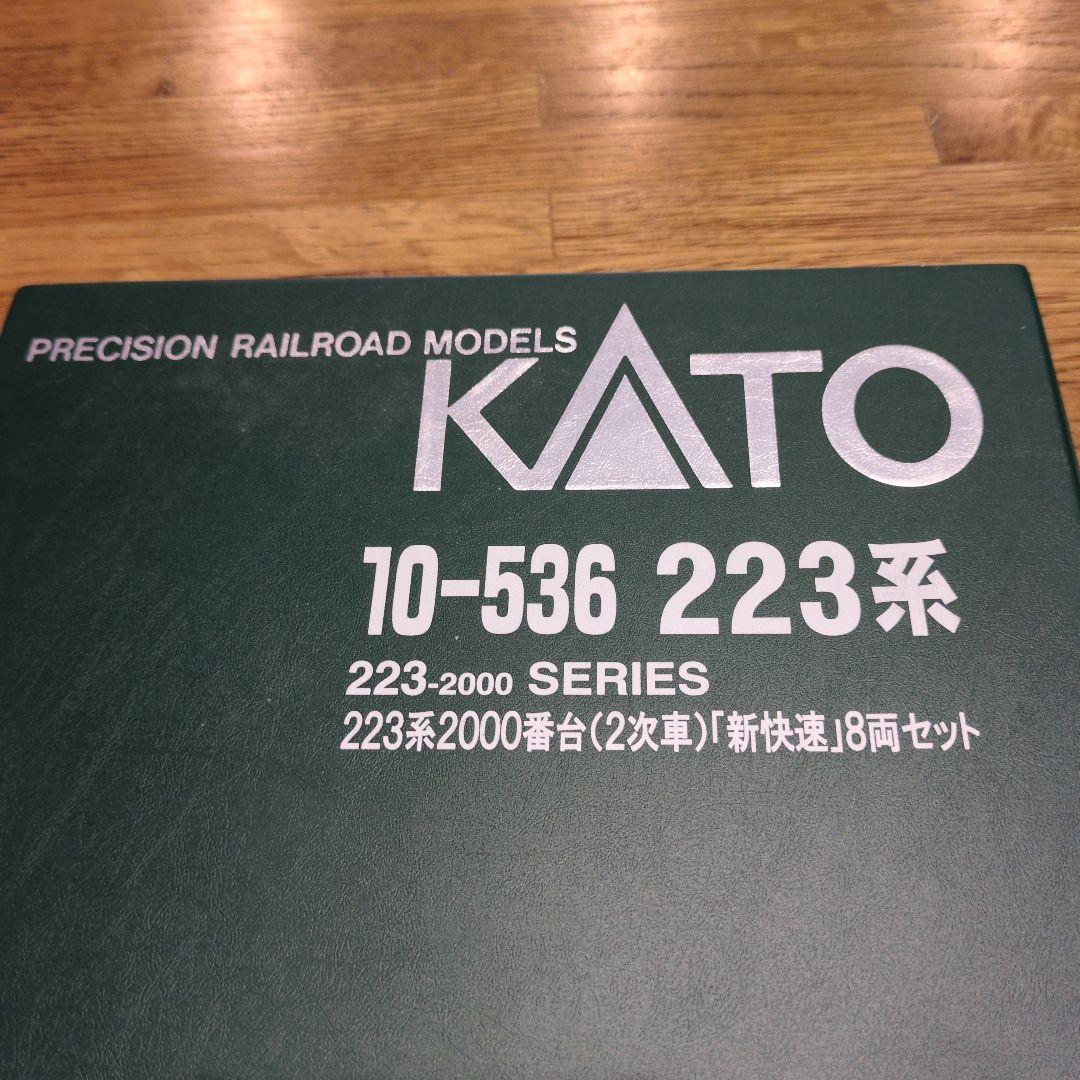 PRECISION RAILROAD MODELS
KATO
10-536 223系
223-2000 SERIES
223系2000番台(2次車)「新快速」8両セット